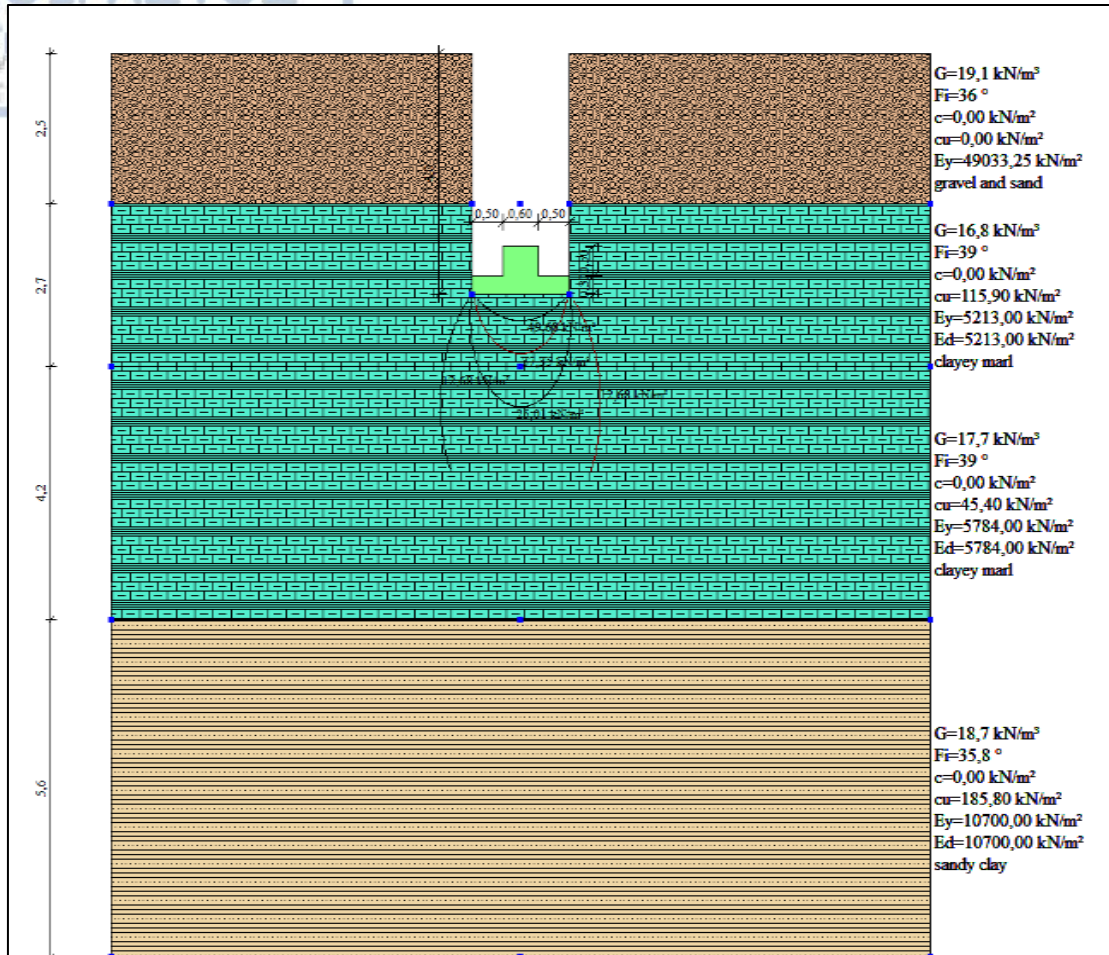 2,5
G=19,1 kN/m³
Fi=36 °
c=0,00 kN/m²
cu=0,00 kN/m²
Ey=49033,25 kN/m²
gravel and sand
0,50 0,60 0,50
2,7
G=16,8 kN/m³
Fi=39 °
c=0,00 kN/m²
cu=115,90 kN/m²
Ey=5213,00 kN/m²
Ed=5213,00 kN/m²
clayey marl
12,68 kN/m²
4,2
G=17,7 kN/m³
Fi=39 °
c=0,00 kN/m²
cu=45,40 kN/m²
Ey=5784,00 kN/m²
Ed=5784,00 kN/m²
clayey marl
5,6
G=18,7 kN/m³
Fi=35,8 °
c=0,00 kN/m²
cu=185,80 kN/m²
Ey=10700,00 kN/m²
Ed=10700,00 kN/m²
sandy clay